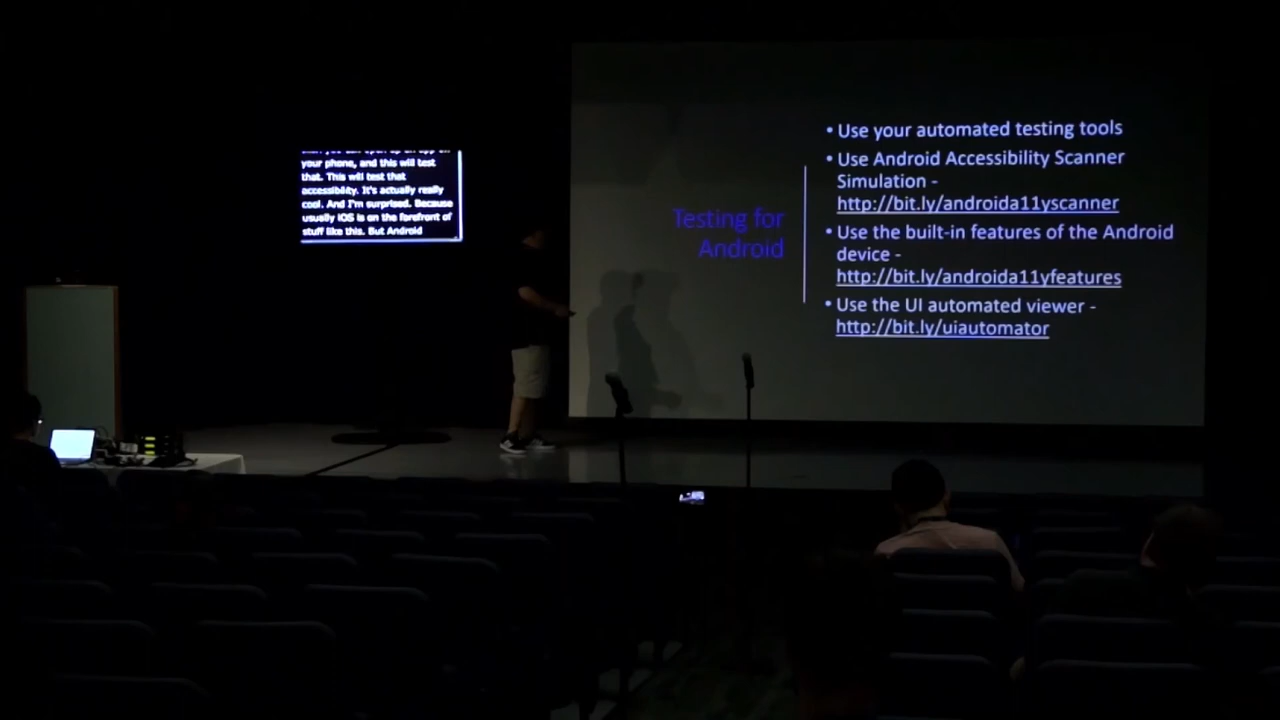 your phone, and this will test
that. This will test that
accessibility. It's actually really
cool. And I'm surprised. Because
usually iOS is on the forefront of
stuff like this. But Android
Testing for
Android
• Use your automated testing tools
• Use Android Accessibility Scanner
Simulation -
http://bit.ly/androida11yscanner
• Use the built-in features of the Android
device -
http://bit.ly/androida11yfeatures
• Use the UI automated viewer -
http://bit.ly/uiautomator